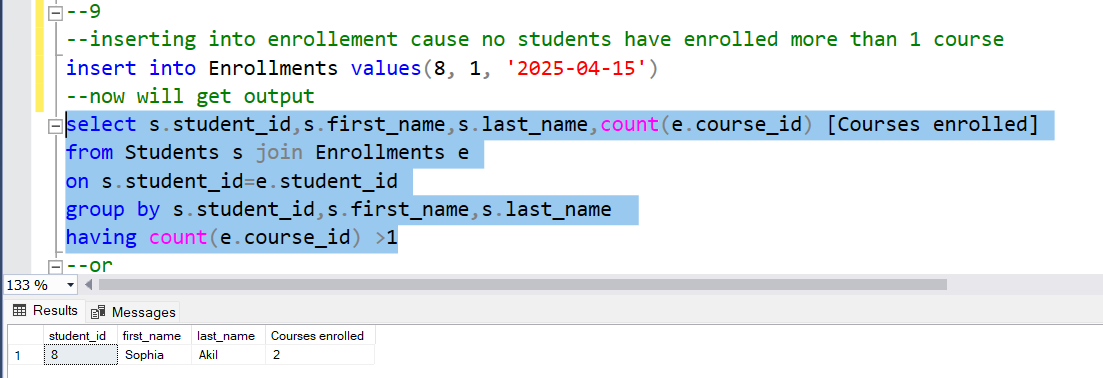 --9
--inserting into enrollement cause no students have enrolled more than 1 course
insert into Enrollments values(8, 1, '2025-04-15')
--now will get output
select s.student_id,s.first_name,s.last_name,count(e.course_id) [Courses enrolled]
from Students s join Enrollments e
on s.student_id=e.student_id
group by s.student_id,s.first_name,s.last_name
having count(e.course_id) >1
--or
133 %
Results Messages
student_id first_name last_name Courses enrolled
1 8 Sophia Akil 2